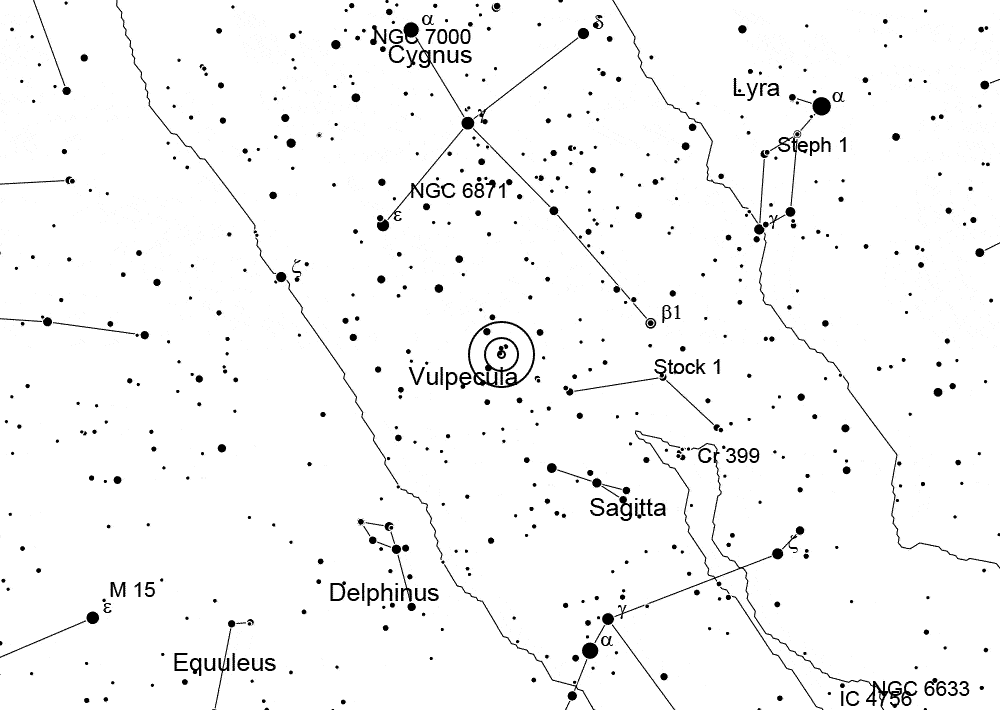 α
δ
NGC 7000
Cygnus
Lyra
α
γ
Steph 1
NGC 6871
ε
γ
ζ
β1
Stock 1
Vulpecula
Cr 399
Sagitta
ζ
M 15
Delphinus
ε
γ
α
Equuleus
NGC 6633
IC 4756